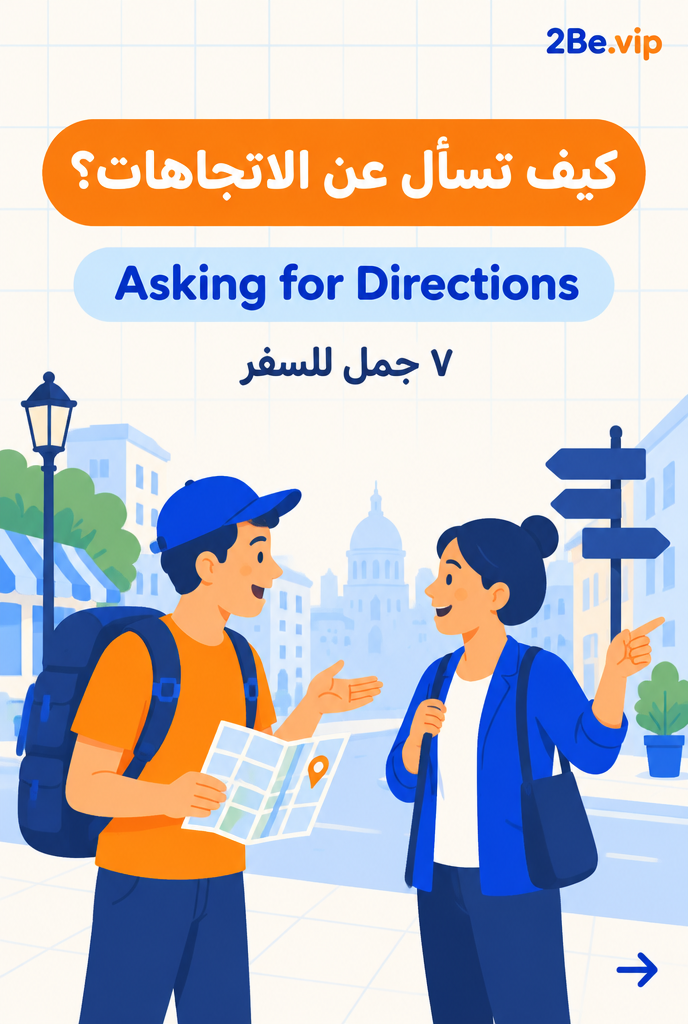 2Be.vip
كيف تسأل عن الاتجاهات؟
Asking for Directions
٧ جمل للسفر